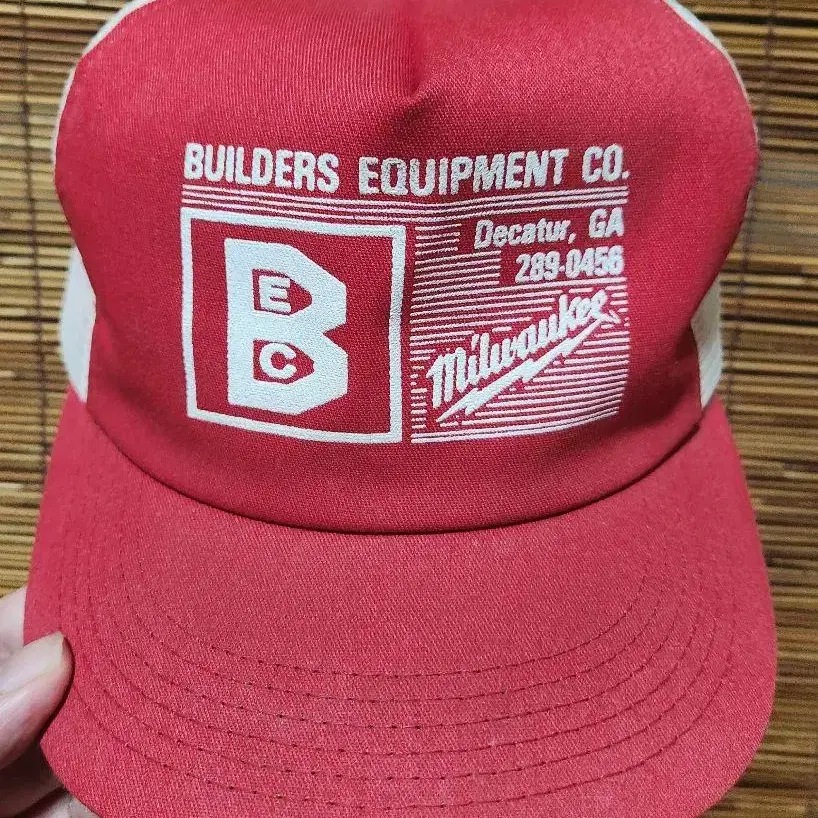 BUILDERS EQUIPMENT CO.
B
E
C
Decatur, GA
289-0456
Milwaukee